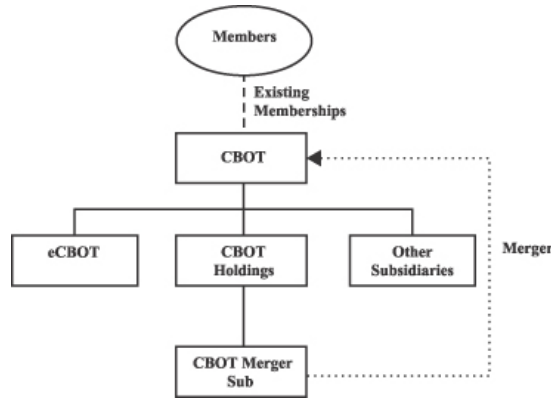 Members
Existing
Memberships
CBOT
eCBOT
CBOT
Holdings
Other
Subsidiaries
Merger
CBOT Merger
Sub